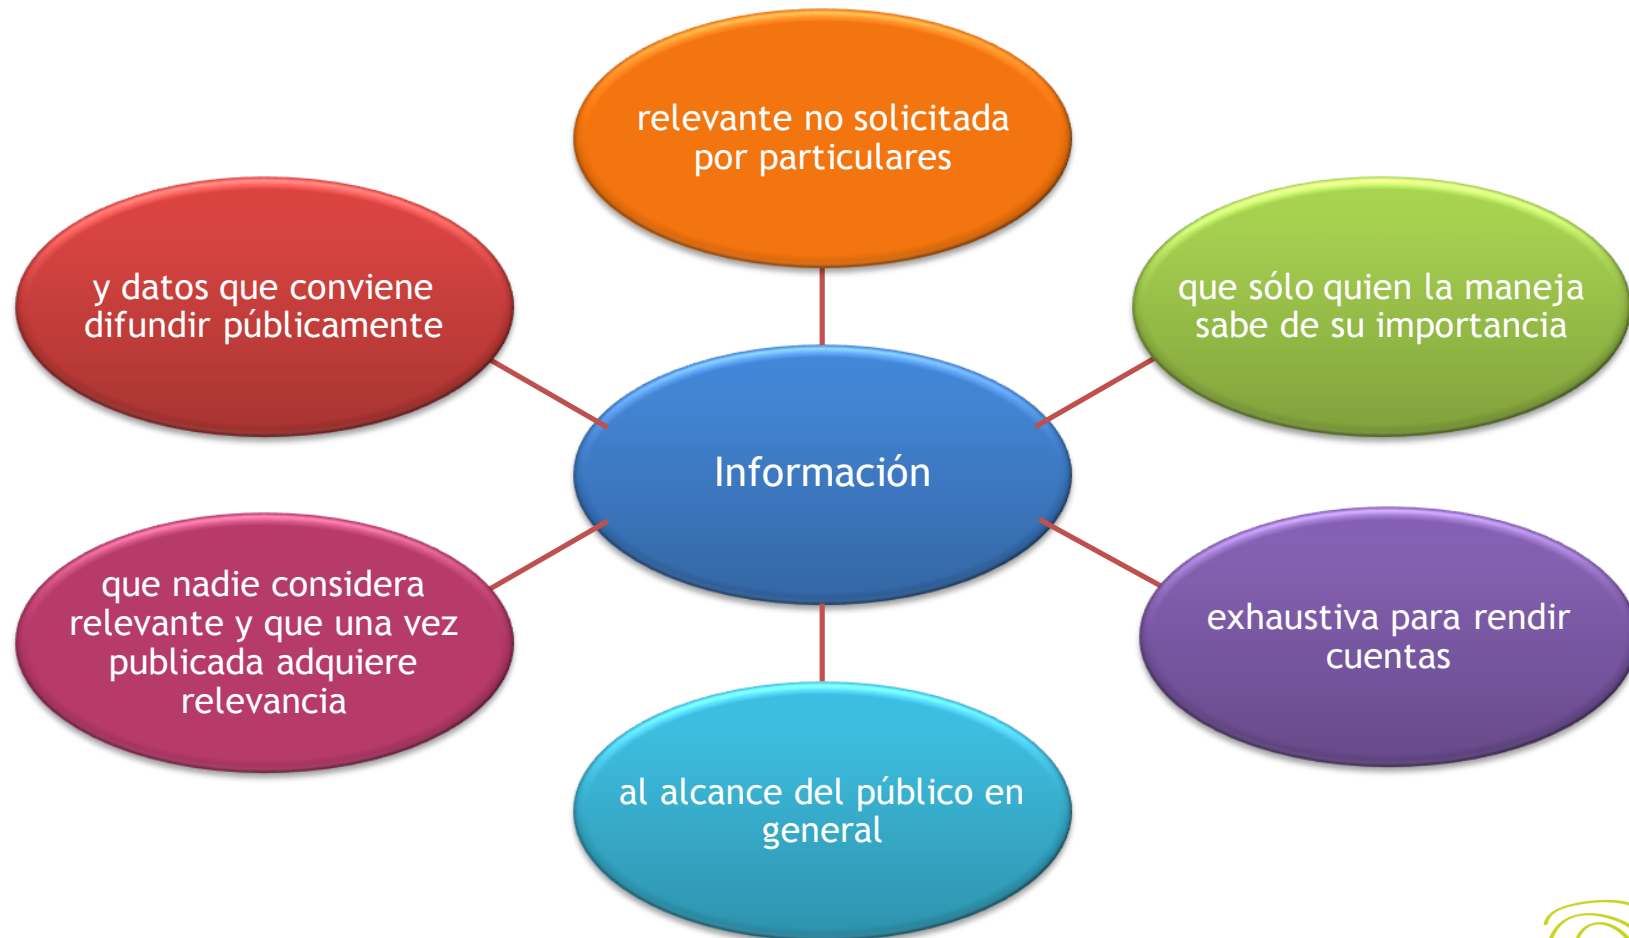 relevante no solicitada
por particulares
y datos que conviene
difundir públicamente
que sólo quien la maneja
sabe de su importancia
Información
que nadie considera
relevante y que una vez
publicada adquiere
relevancia
exhaustiva para rendir
cuentas
al alcance del público en
general